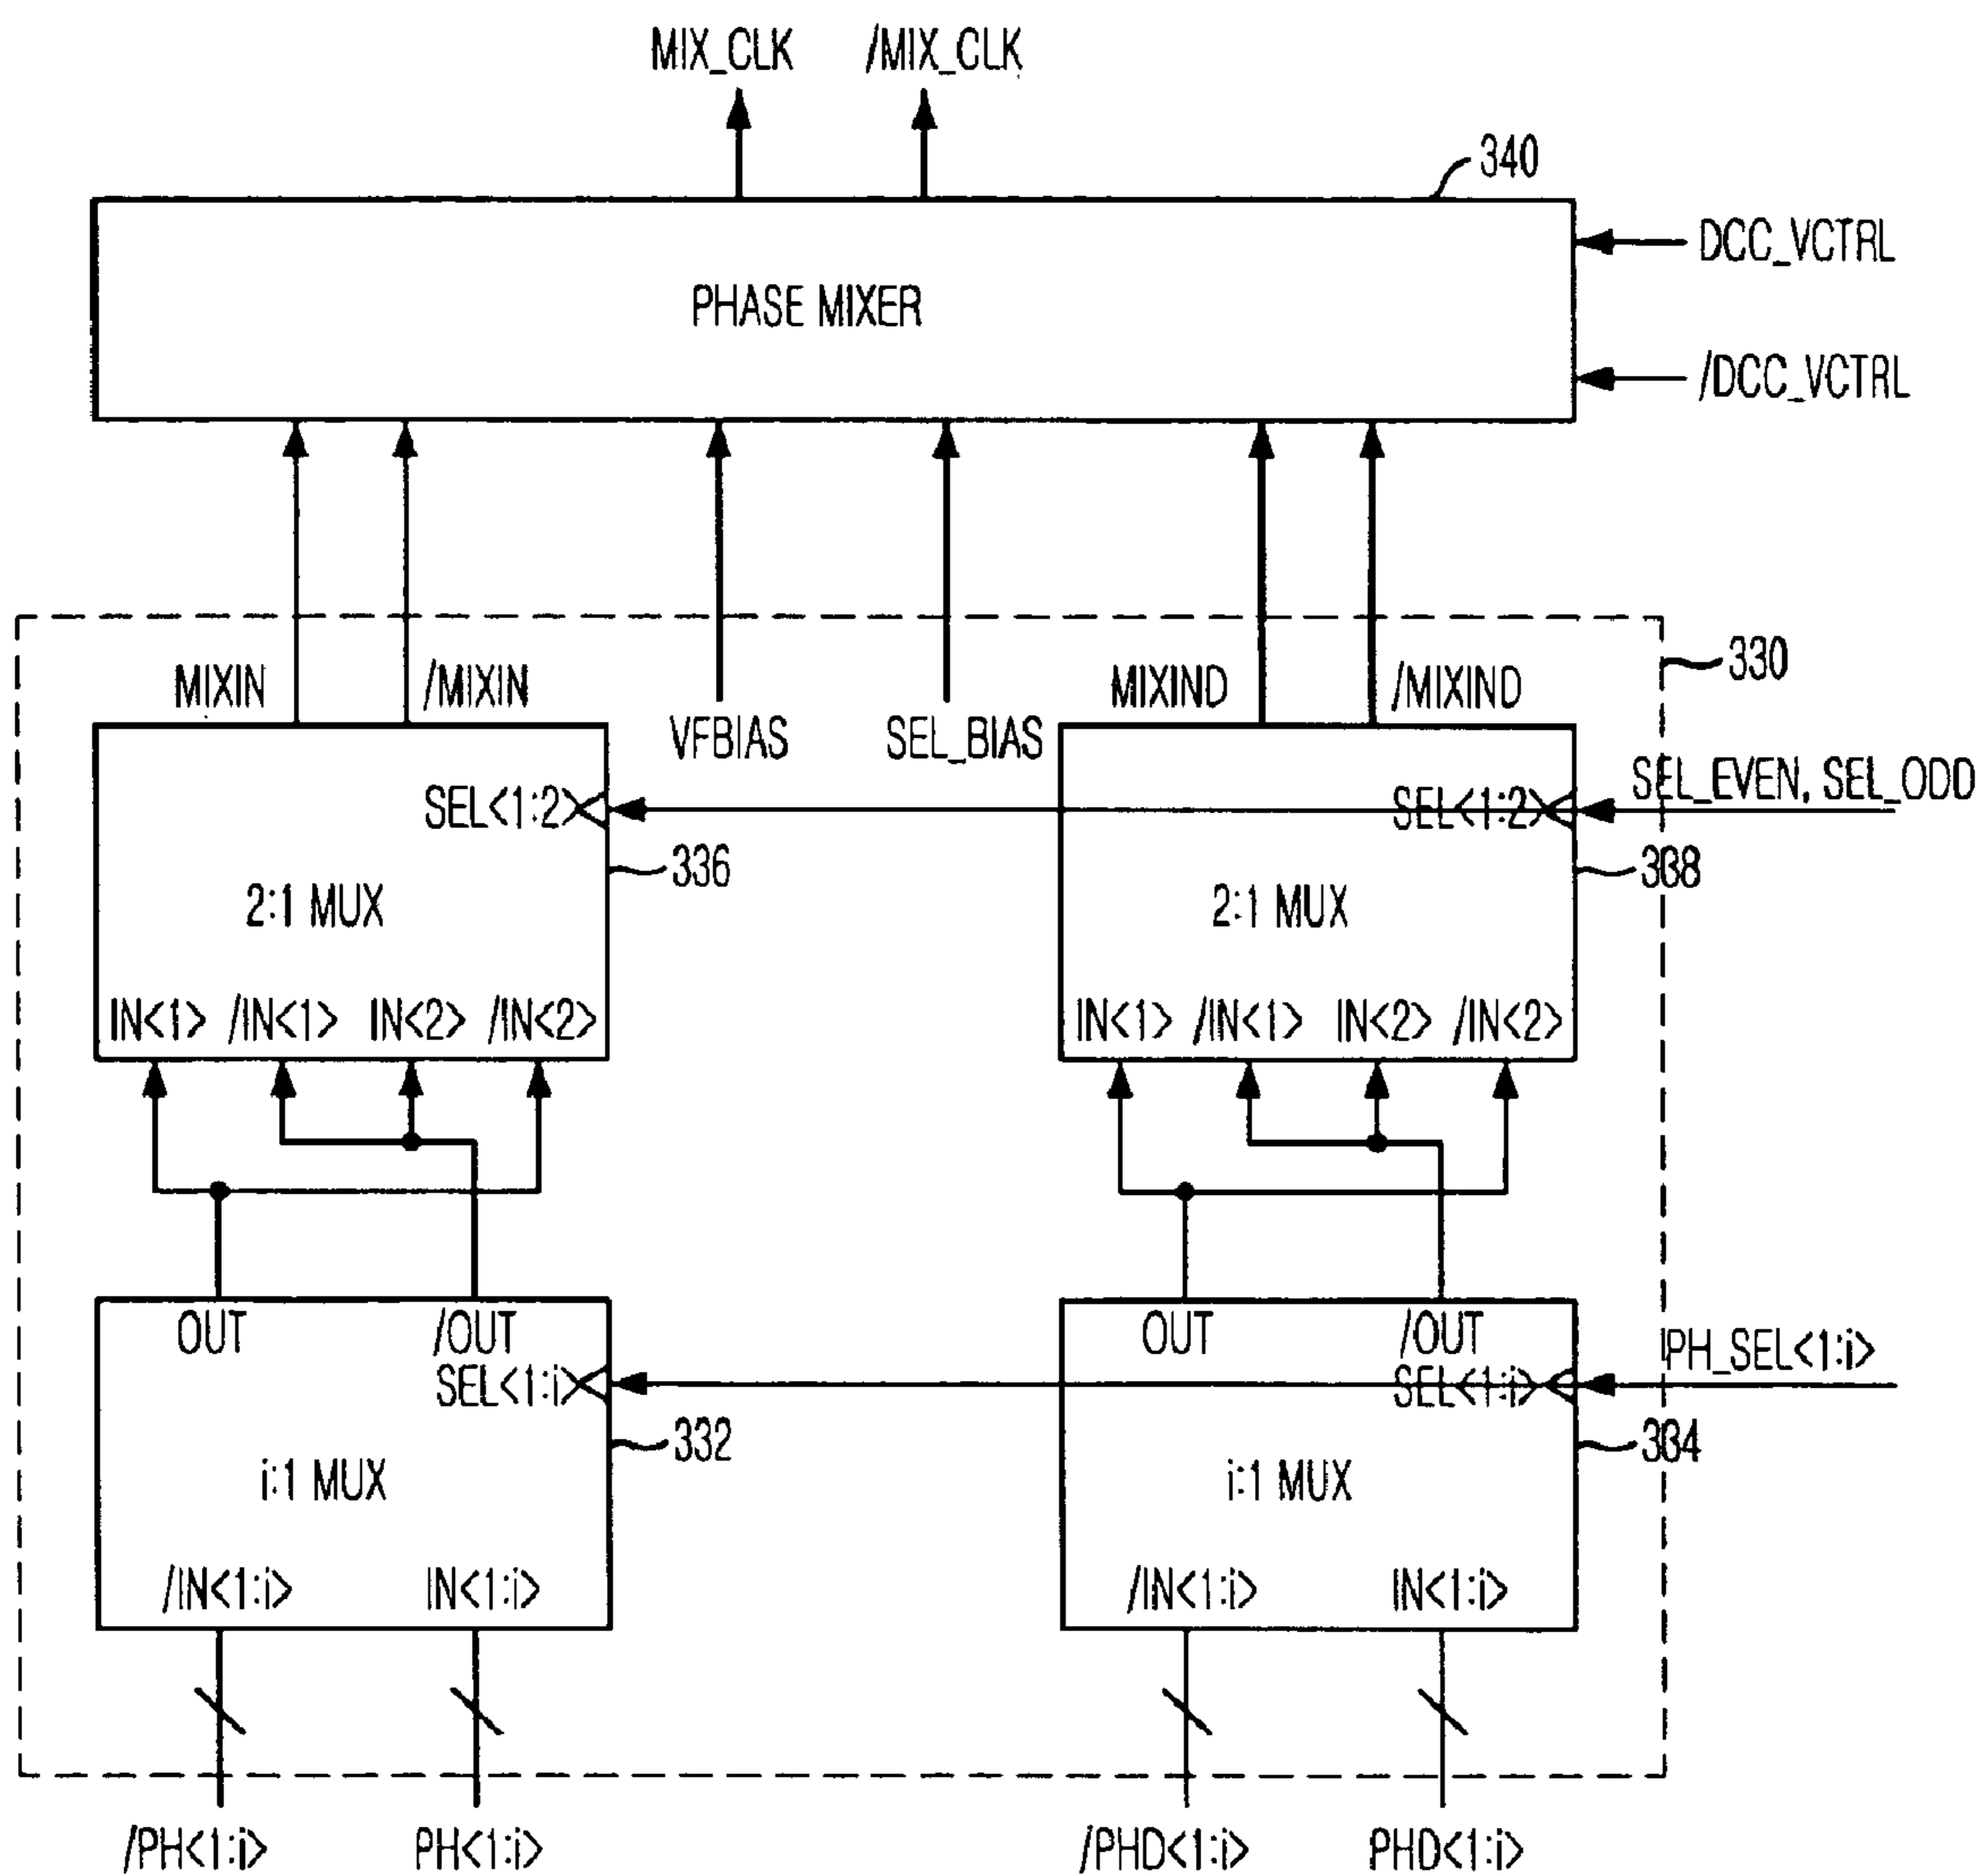 MIX_CLK /MIX_CLK
340
DCC_VCTRL
PHASE MIXER
/DCC_VCTRL
330
MIXIN /MIXIN MIXIND /MIXIND
VFBIAS SEL_BIAS
SEL_EVEN, SEL_ODD
SEL<1:2> SEL<1:2>
336 338
2:1 MUX 2:1 MUX
IN<1> /IN<1> IN<2> /IN<2> IN<1> /IN<1> IN<2> /IN<2>
OUT /OUT OUT /OUT
PH_SEL<1:i>
SEL<1:i> SEL<1:i>
332 334
i:1 MUX i:1 MUX
/IN<1:i> IN<1:i> /IN<1:i> IN<1:i>
/PH<1:i> PH<1:i> /PHD<1:i> PHD<1:i>